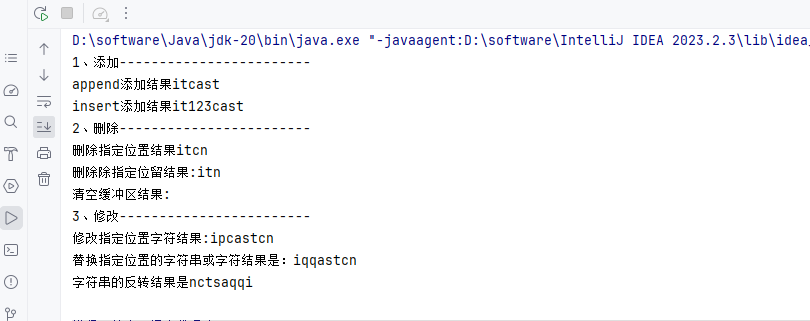 D:\software\Java\jdk-20\bin\java.exe "-javaagent:D:\software\IntelliJ IDEA 2023.2.3\lib\idea_
1、添加------------------------
append添加结果itcast
insert添加结果it123cast
2、删除------------------------
删除指定位置结果itcn
删除除指定位留结果:itn
清空缓冲区结果:
3、修改------------------------
修改指定位置字符结果:ipcastcn
替换指定位置的字符串或字符结果是: iqqastcn
字符串的反转结果是nctsaqqi